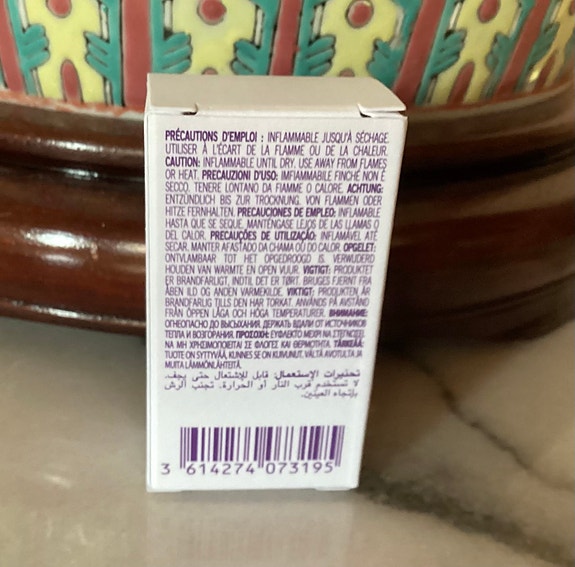 PRÉCAUTIONS D'EMPLOI : INFLAMMABLE JUSQU'À SÉCHAGE.
UTILISER À L'ÉCART DE LA FLAMME OU DE LA CHALEUR.
CAUTION: INFLAMMABLE UNTIL DRY. USE AWAY FROM FLAMES
OR HEAT. PRECAUZIONI D'USO: IMFIAMMABILE FINCHÉ NON È
SECCO. TENERE LONTANO DA FIAMME O CALORE. ACHTUNG:
ENTZÜNDLICH BIS ZUR TROCKNUNG. VON FLAMMEN ODER
HITZE FERNHALTEN. PRECAUCIONES DE EMPLEO: INFLAMABLE
HASTA QUE SE SEQUE. MANTÉNGASE LEJOS DE LAS LLAMAS O
DEL CALOR. PRECAUÇÕES DE UTILIZAÇÃO: INFLAMÁVEL ATÉ
SECAR. MANTER AFASTADO DA CHAMA OU DO CALOR. OPGELET:
ONTVLAMBAAR TOT HET OPGEDROOGD IS. VERWIJDERD
HOUDEN VAN WARMTE EN OPEN VUUR. VIGTIGT: PRODUKTET
ER BRANDFARLIGT, INDTIL DET ER TØRT. BRUGES FJERNT FRA
ÅBEN ILD OG ANDEN VARMEKILDE. VIKTIGT: PRODUKTEN ÄR
BRANDFARLIG TILLS DEN HAR TORKAT. ANVÄNDS PÅ AVSTÅND
FRÅN ÖPPEN LÅGA OCH HÖGA TEMPERATURER. ВНИМАНИЕ:
ОГНЕОПАСНО ДО ВЫСЫХАНИЯ. ДЕРЖАТЬ ВДАЛИ ОТ ИСТОЧНИКОВ
ТЕПЛА И ВОЗГОРАНИЯ. ΠΡΟΣΟΧΗ: ΕΥΦΛΕΚΤΟ ΜΕΧΡΙ ΝΑ ΣΤΕΓΝΩΣΕΙ.
ΝΑ ΜΗ ΧΡΗΣΙΜΟΠΟΙΕΙΤΑΙ ΣΕ ΦΛΟΓΕΣ ΚΑΙ ΘΕΡΜΟΤΗΤΑ. TÄRKEÄÄ:
TUOTE ON SYTTYVÄÄ, KUNNES SE ON KUIVUNUT. VÄLTÄ AVOTULTA JA
MUITA LÄMMÖNLÄHTEITÄ.
تحذيرات الإستعمال: قابل للإشتعال حتى يجف.
لا تستخدم قرب النار أو الحرارة. تجنب الرش
بإتجاه العينين.
3 614274 073195